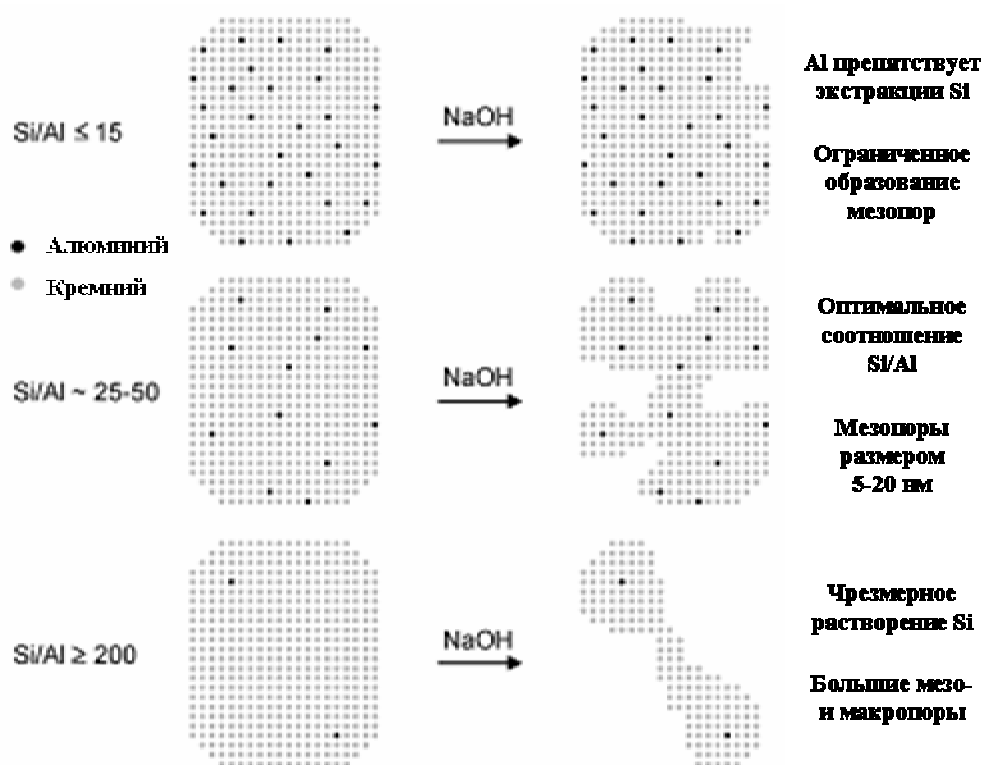 Si/Al ≤ 15
NaOH
Al препятствует
экстракции Si
Ограниченное
образование
мезопор
Алюминий
Кремний
Si/Al ~ 25-50
NaOH
Оптимальное
соотношение
Si/Al
Мезопоры
размером
5-20 нм
Si/Al ≥ 200
NaOH
Чрезмерное
растворение Si
Большие мезо-
и макропоры